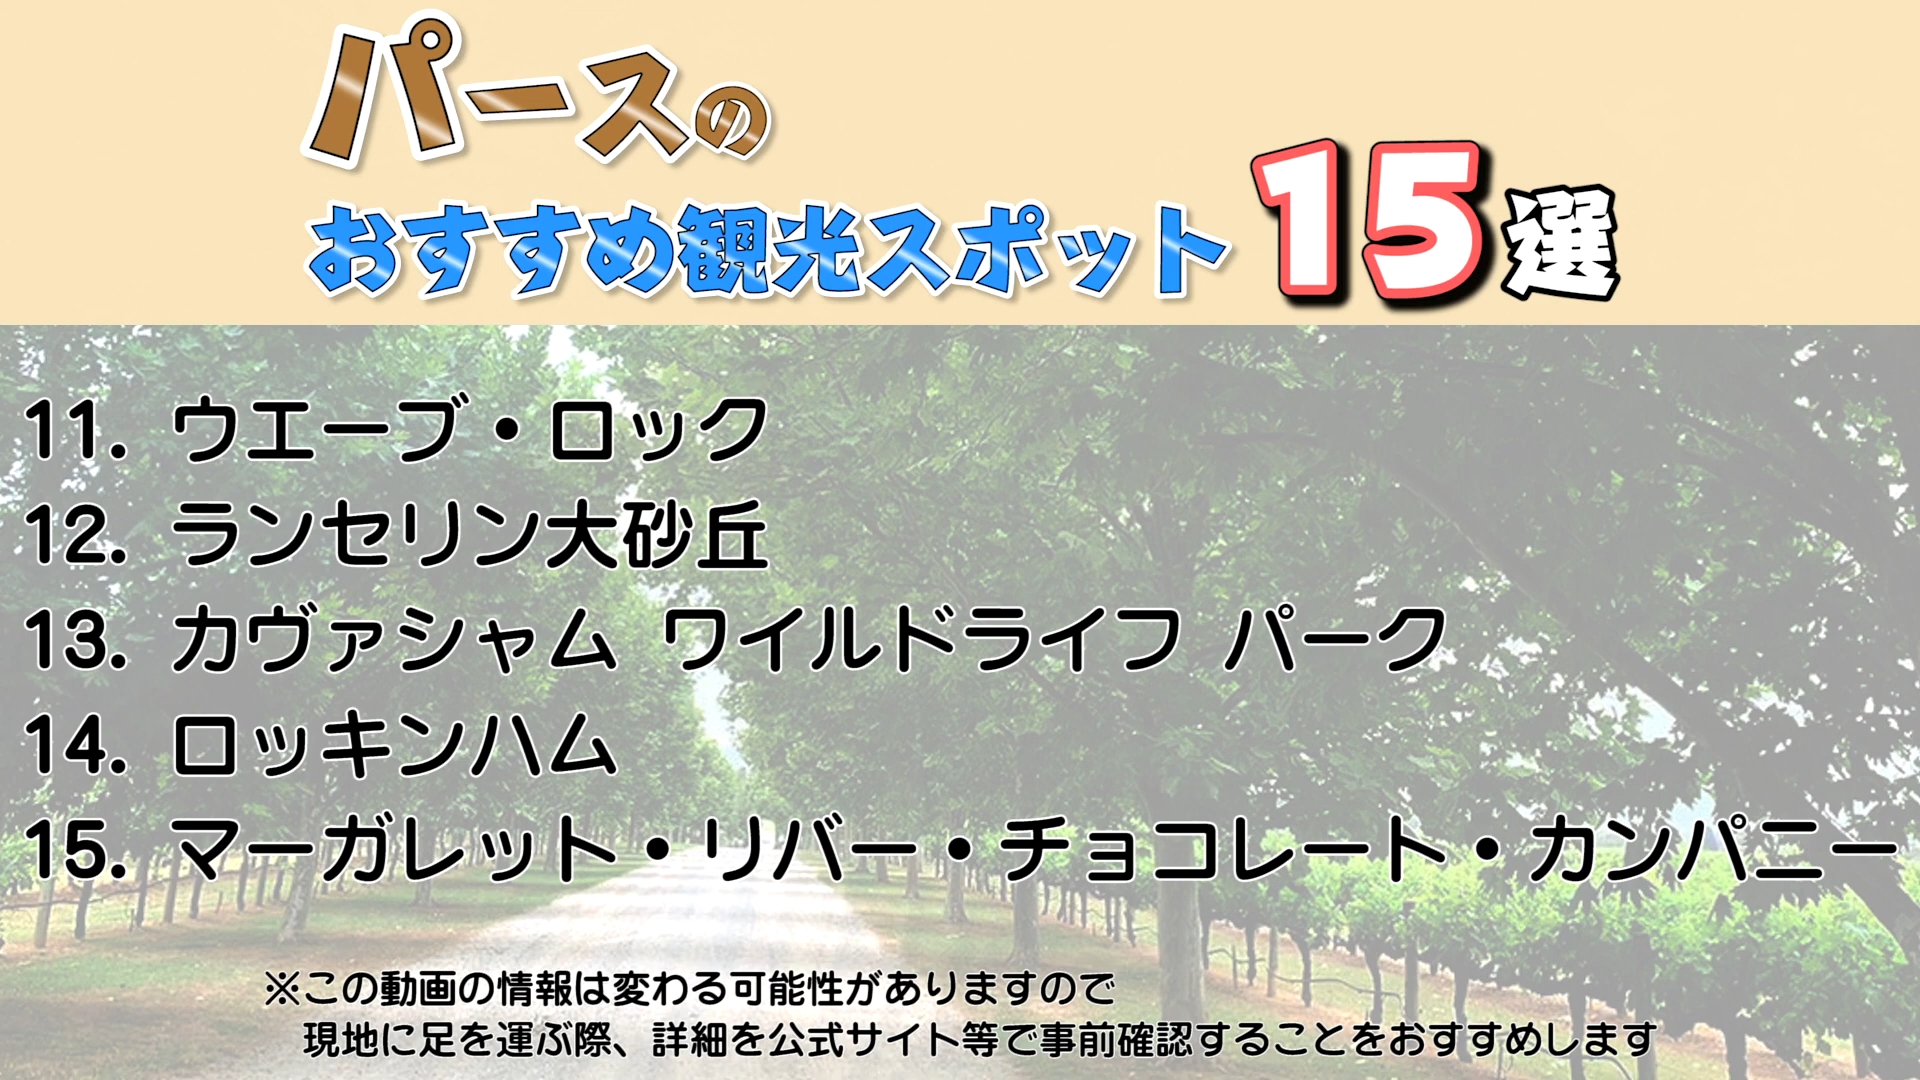 パースの
おすすめ観光スポット15選
11. ウエーブ・ロック
12. ランセリン大砂丘
13. カヴァシャム ワイルドライフ パーク
14. ロッキンハム
15. マーガレット・リバー・チョコレート・カンパニー
※この動画の情報は変わる可能性がありますので
現地に足を運ぶ際、詳細を公式サイト等で事前確認することをおすすめします